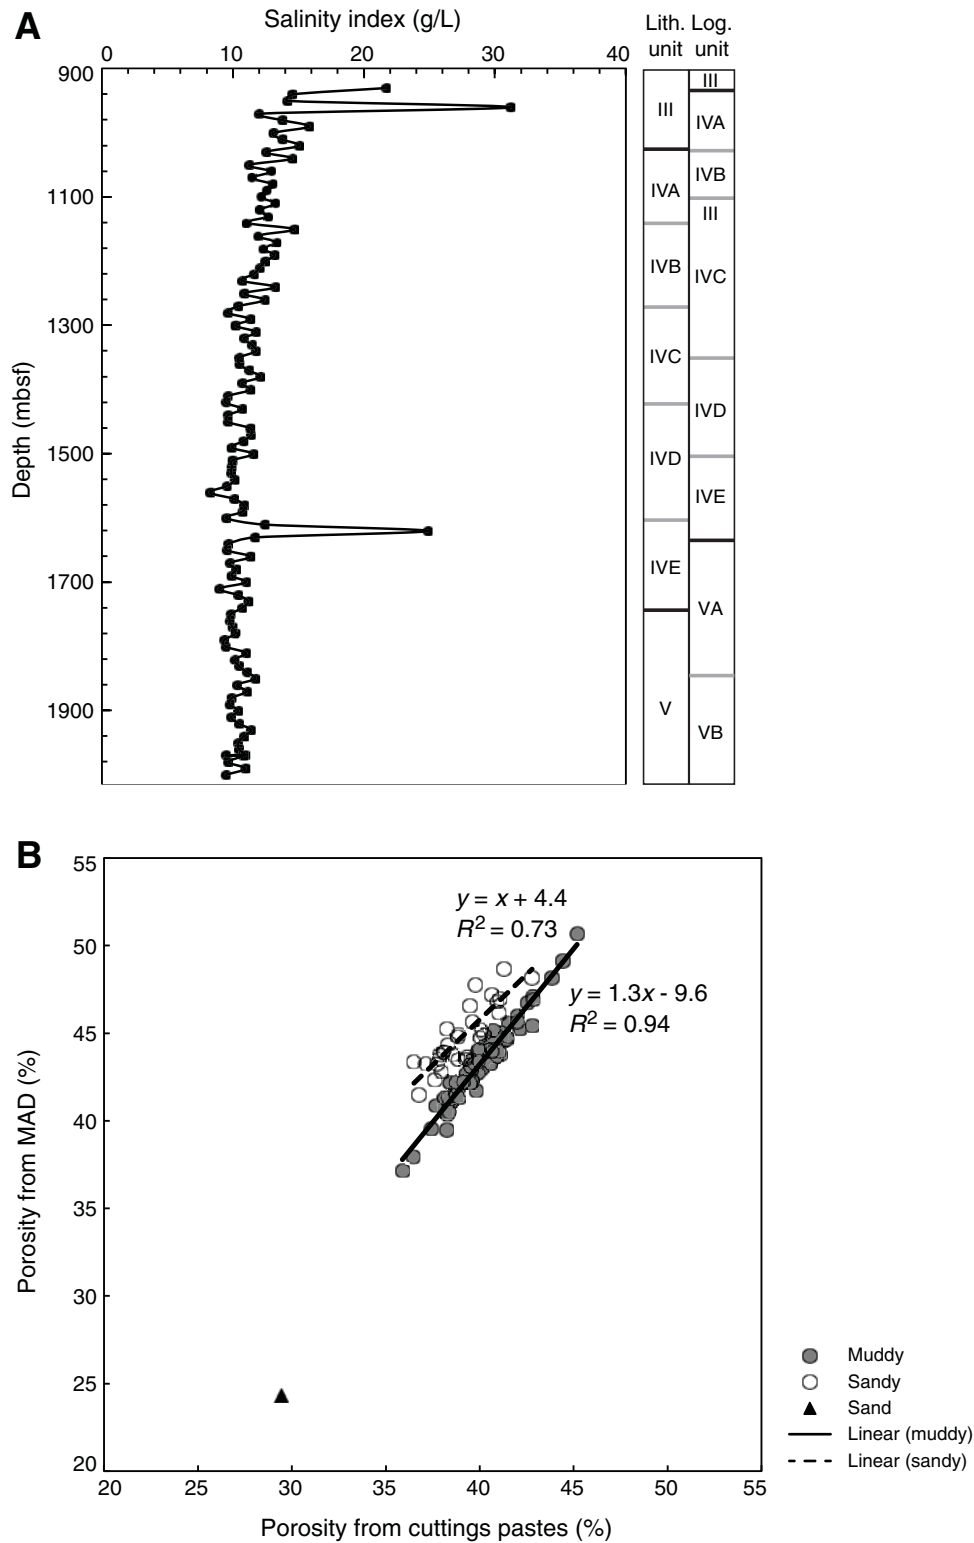 A
Salinity index (g/L)
Lith. unit
Log. unit
0 10 20 30 40
900
1100
1300
1500
1700
1900
Depth (mbsf)
III
IVA
IVB
IVC
IVD
IVE
V
III
IVA
IVB
III
IVC
IVD
IVE
VA
VB
B
55
50
45
40
35
30
25
20
Porosity from MAD (%)
y = x + 4.4
R² = 0.73
y = 1.3x - 9.6
R² = 0.94
20 25 30 35 40 45 50 55
Porosity from cuttings pastes (%)
Muddy
Sandy
Sand
Linear (muddy)
Linear (sandy)